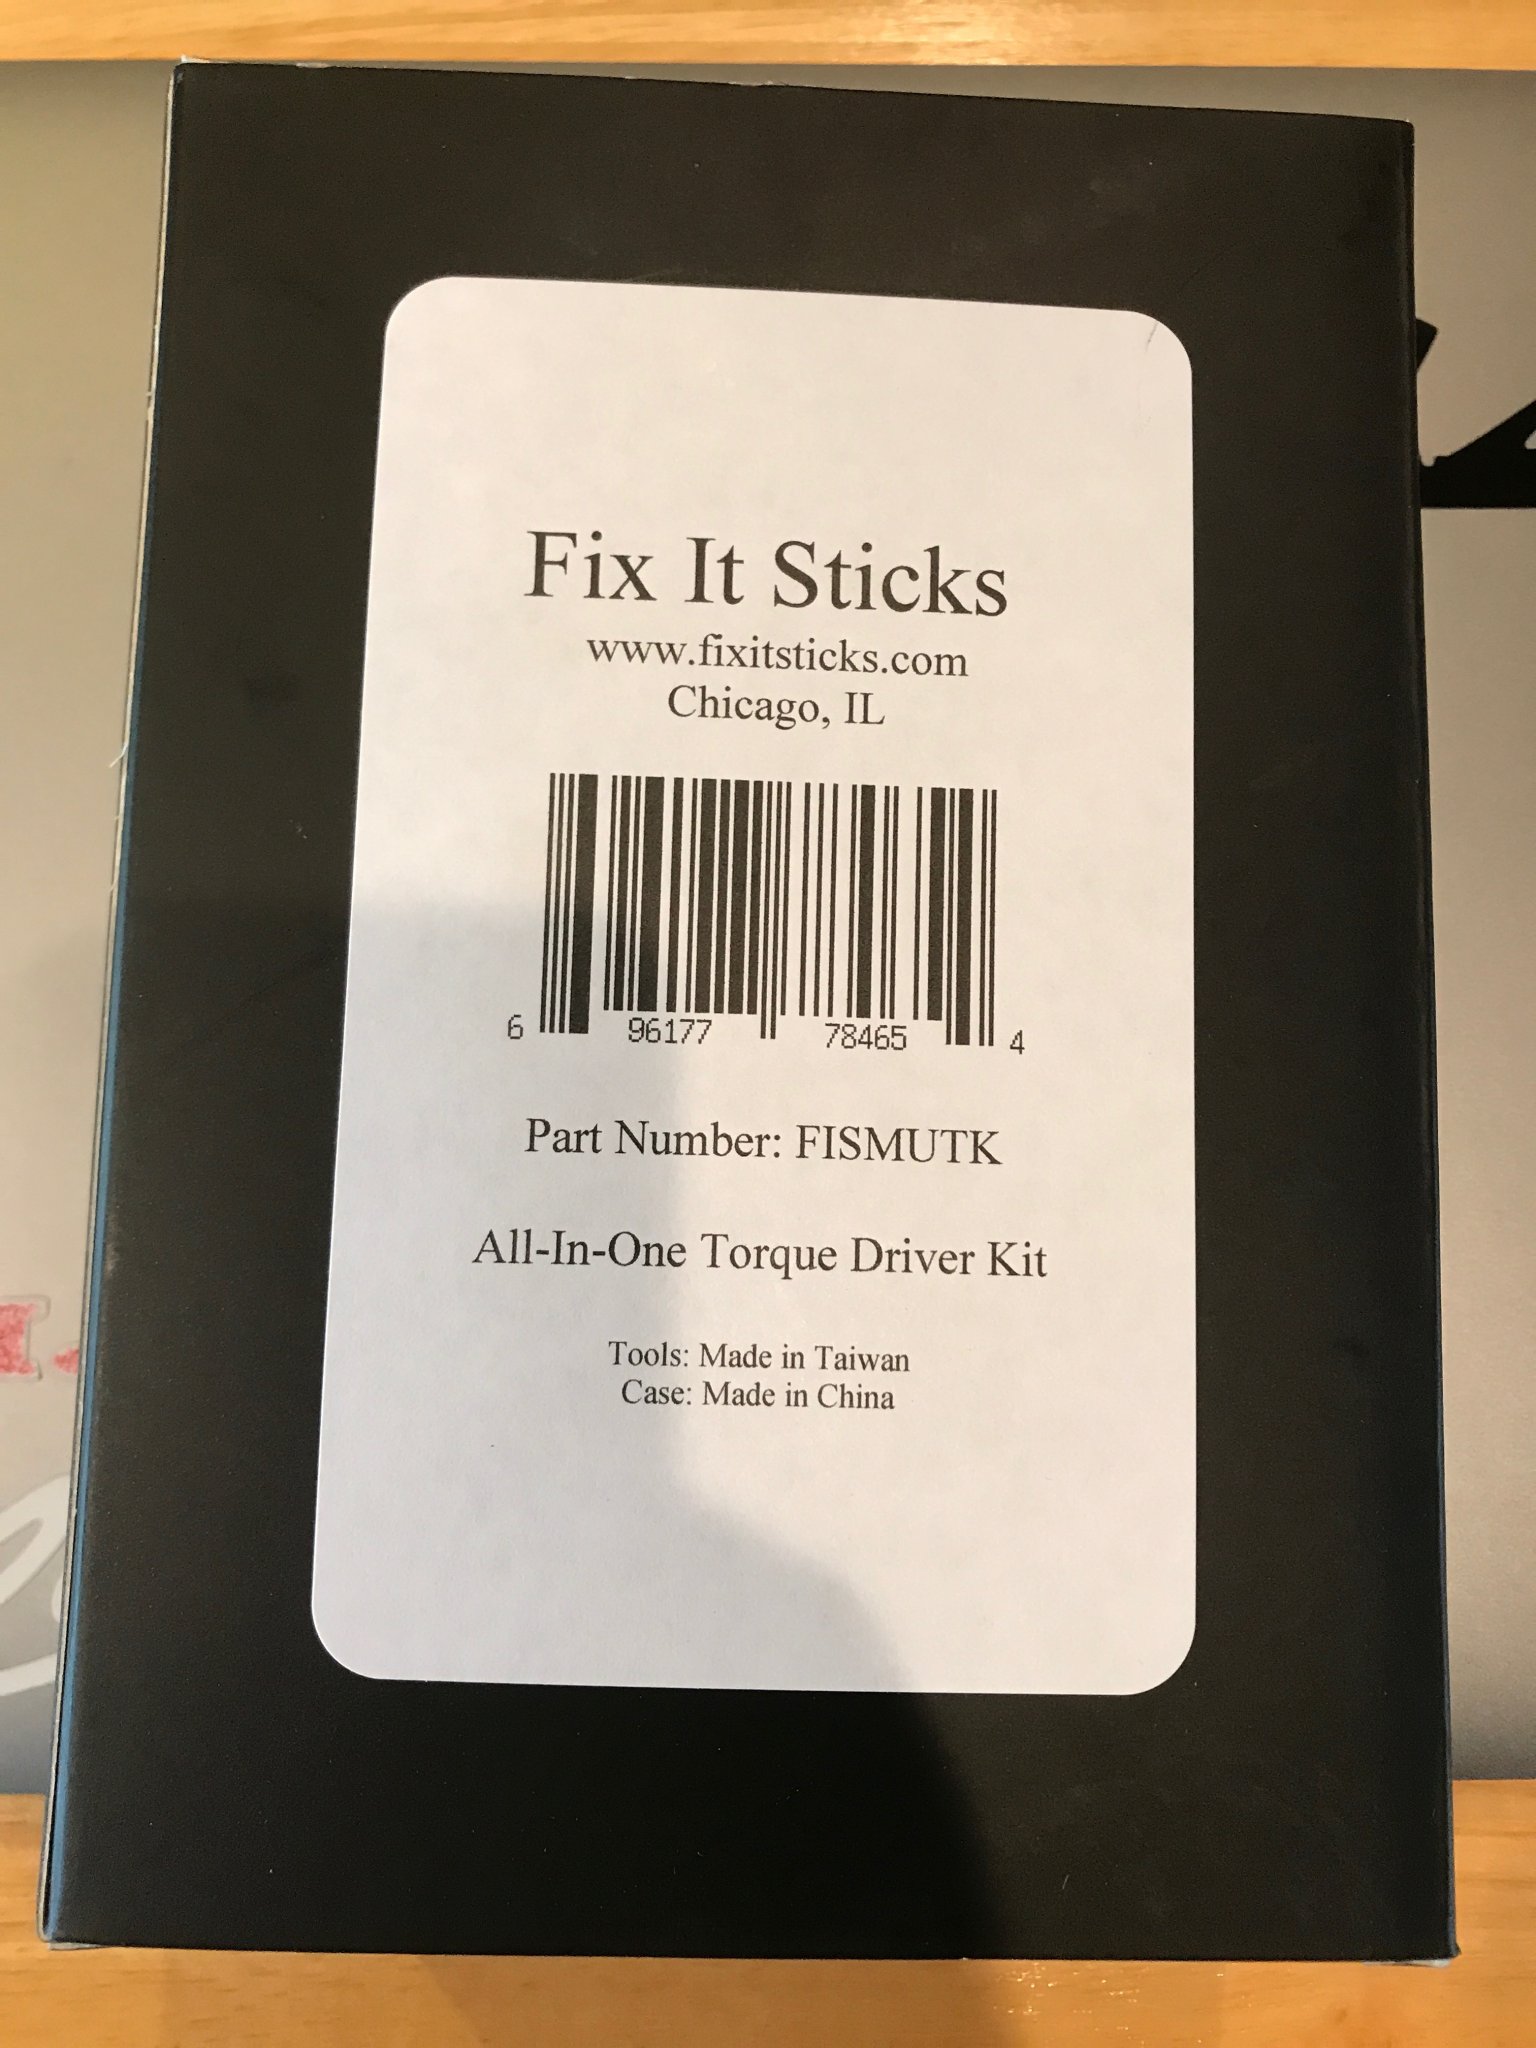 Fix It Sticks
www.fixitsticks.com
Chicago, IL
6 96177 78465 4
Part Number: FISMUTK
All-In-One Torque Driver Kit
Tools: Made in Taiwan
Case: Made in China